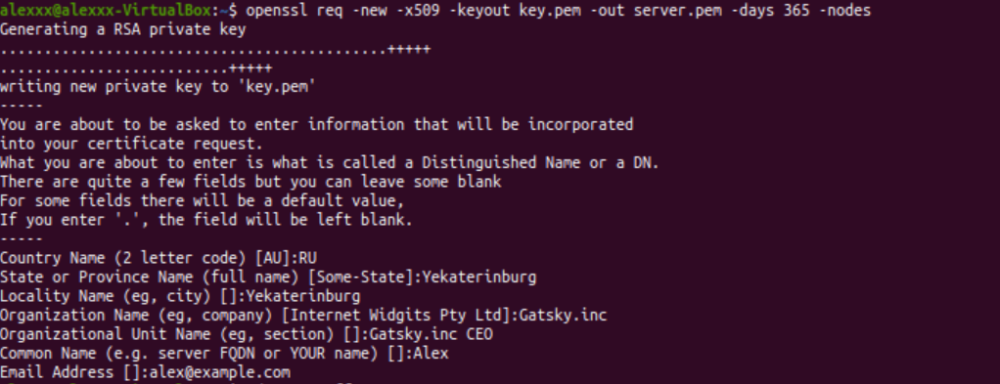 alexxx@alexxx-VirtualBox:~$ openssl req -new -x509 -keyout key.pem -out server.pem -days 365 -nodes
Generating a RSA private key
............................................+++++
..........................+++++
writing new private key to 'key.pem'
-----
You are about to be asked to enter information that will be incorporated
into your certificate request.
What you are about to enter is what is called a Distinguished Name or a DN.
There are quite a few fields but you can leave some blank
For some fields there will be a default value,
If you enter '.', the field will be left blank.
-----
Country Name (2 letter code) [AU]:RU
State or Province Name (full name) [Some-State]:Yekaterinburg
Locality Name (eg, city) []:Yekaterinburg
Organization Name (eg, company) [Internet Widgits Pty Ltd]:Gatsky.inc
Organizational Unit Name (eg, section) []:Gatsky.inc CEO
Common Name (e.g. server FQDN or YOUR name) []:Alex
Email Address []:alex@example.com